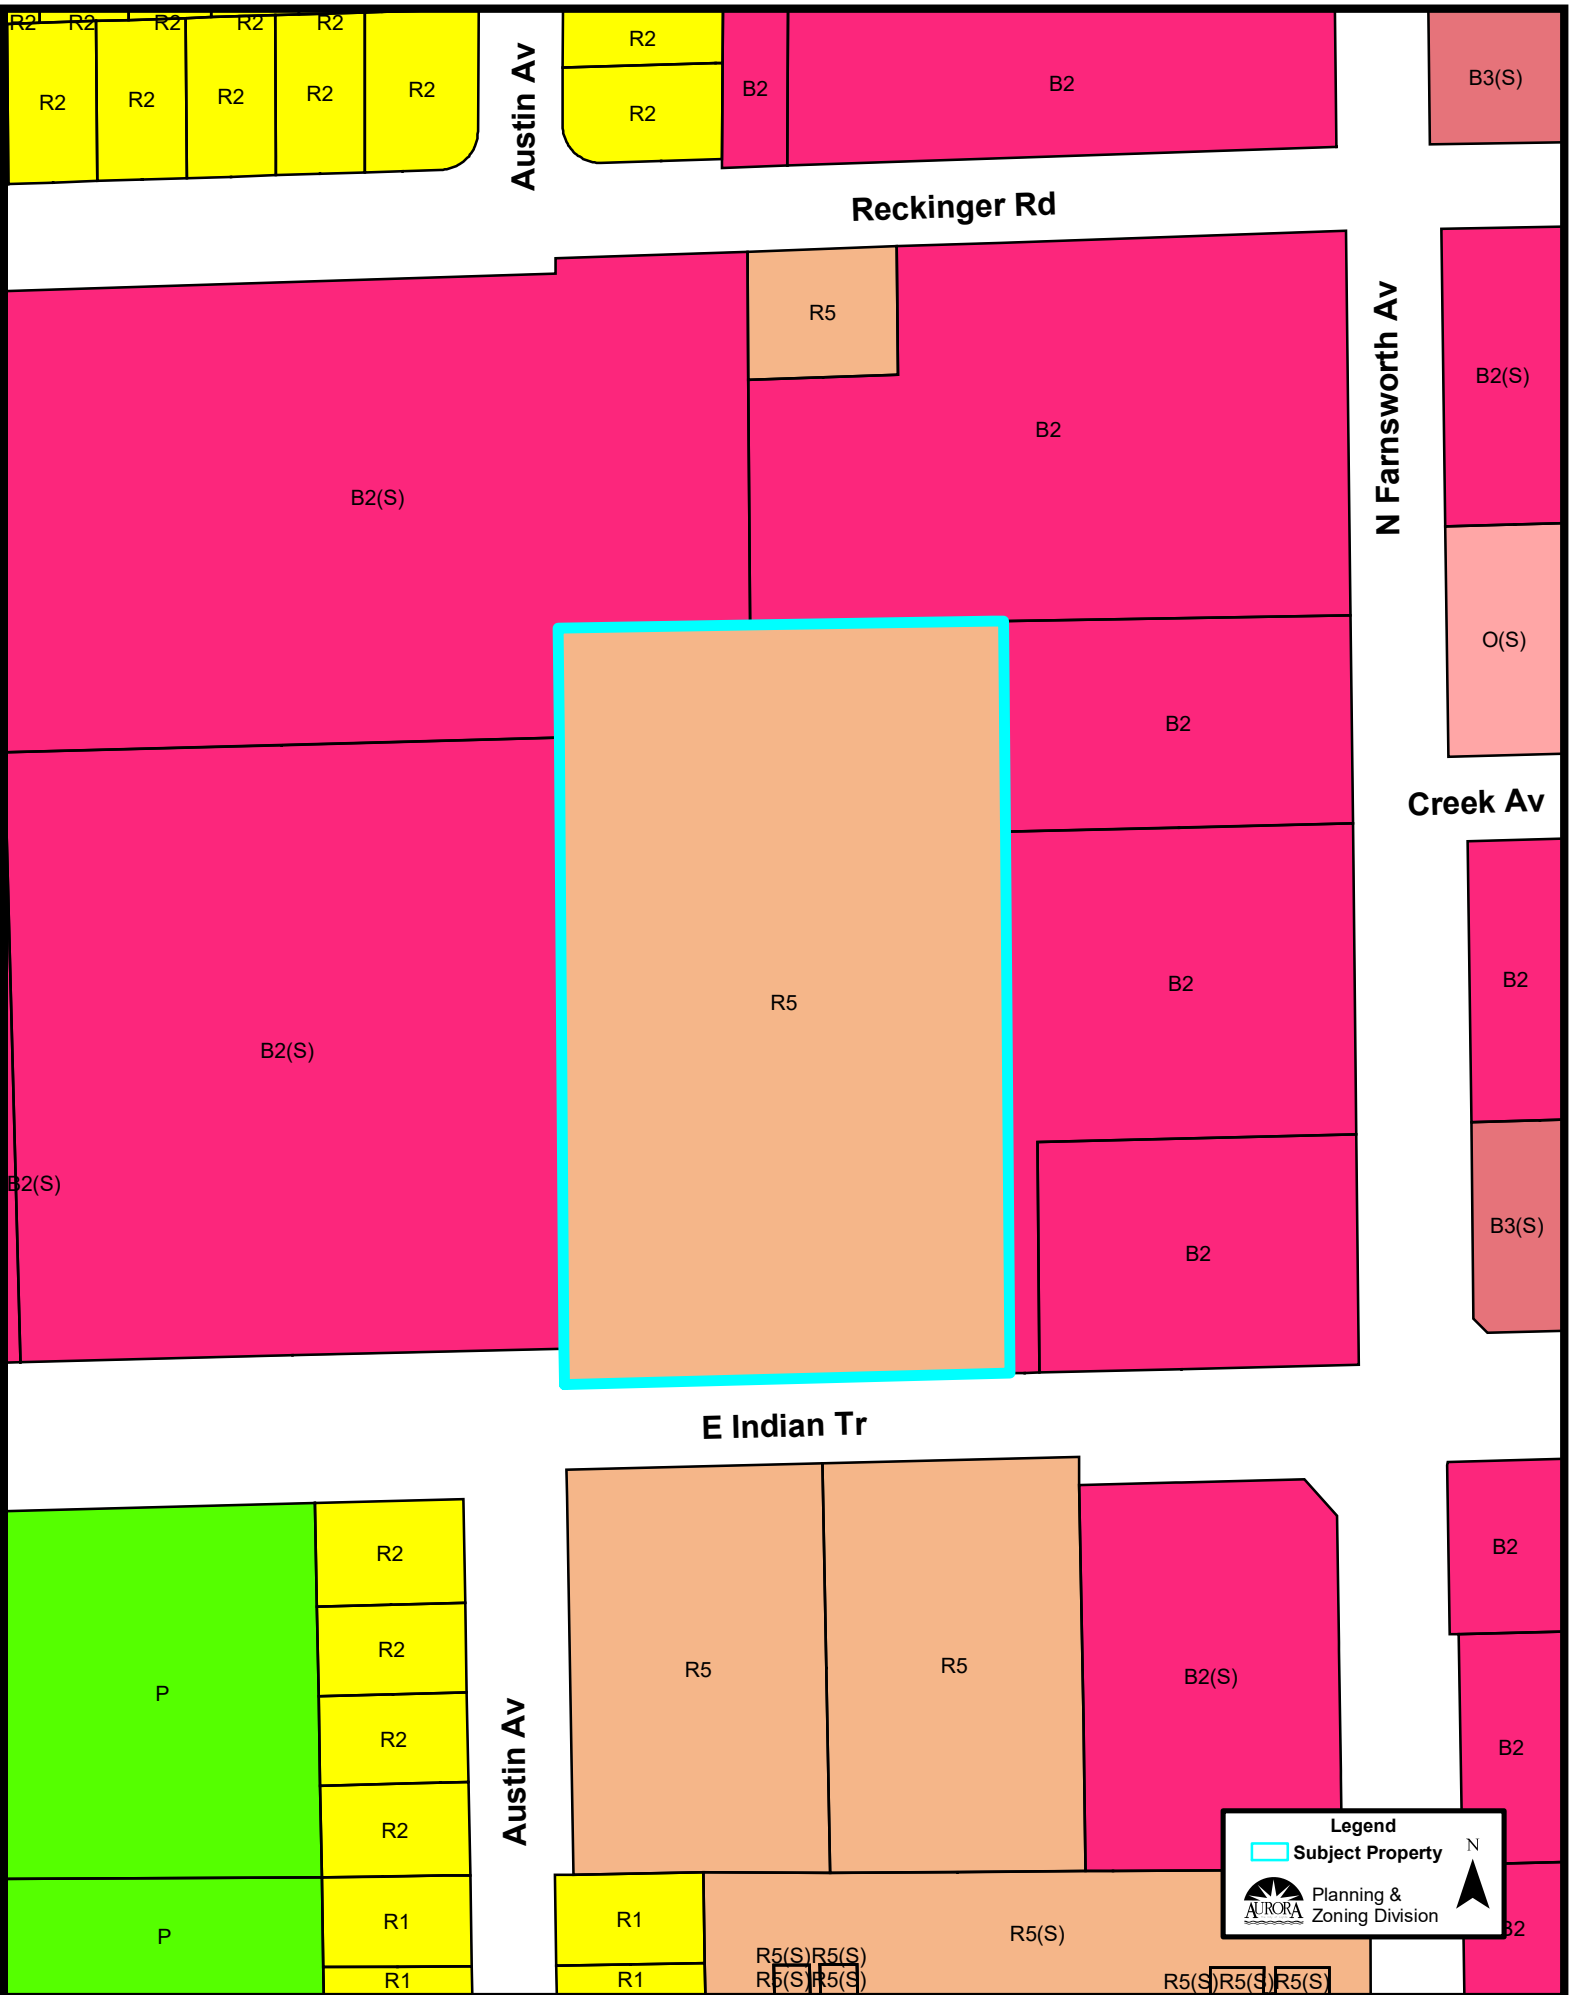 R2 R2 R2 R2 R2
R2
R2
R2
R2
R2
Austin Av
R2
R2
B2
B2
B3(S)
Reckinger Rd
R5
N Farnsworth Av
B2(S)
B2
B2(S)
O(S)
B2
Creek Av
B2
B2
R5
B2(S)
B2(S)
B3(S)
B2
E Indian Tr
B2
R2
R2
R5
R5
B2(S)
P
R2
B2
Austin Av
R2
Legend
Subject Property
N
AURORA
Planning &
Zoning Division
P
R1
R1
R5(S)
B2
R5(S) R5(S)
R1
R1
R5(S) R5(S)
R5(S) R5(S) R5(S)